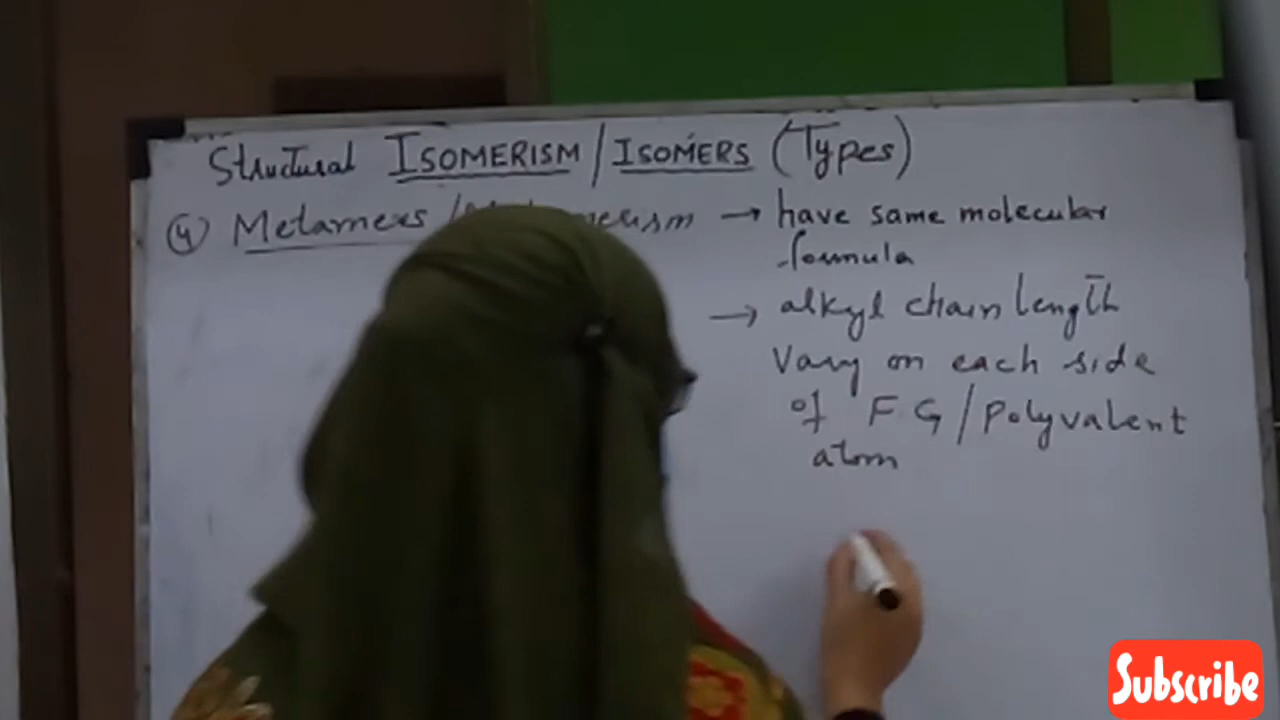 Structural ISOMERISM / ISOMERS (Types)
4) Metamers / → have same molecular
formula
→ alkyl chain length
Vary on each side
of F G / Polyvalent
atom
Subscribe